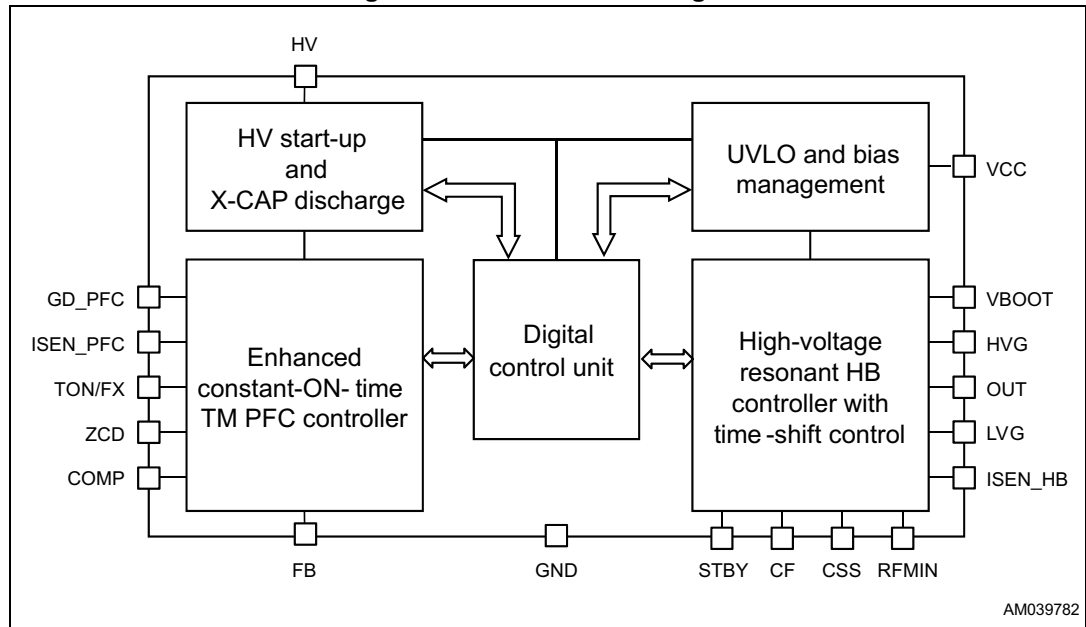 HV
HV start-up
and
X-CAP discharge
UVLO and bias
management
VCC
GD_PFC
ISEN_PFC
TON/FX
ZCD
COMP
Enhanced
constant-ON- time
TM PFC controller
Digital
control unit
High-voltage
resonant HB
controller with
time -shift control
VBOOT
HVG
OUT
LVG
ISEN_HB
FB
GND
STBY
CF
CSS
RFMIN
AM039782